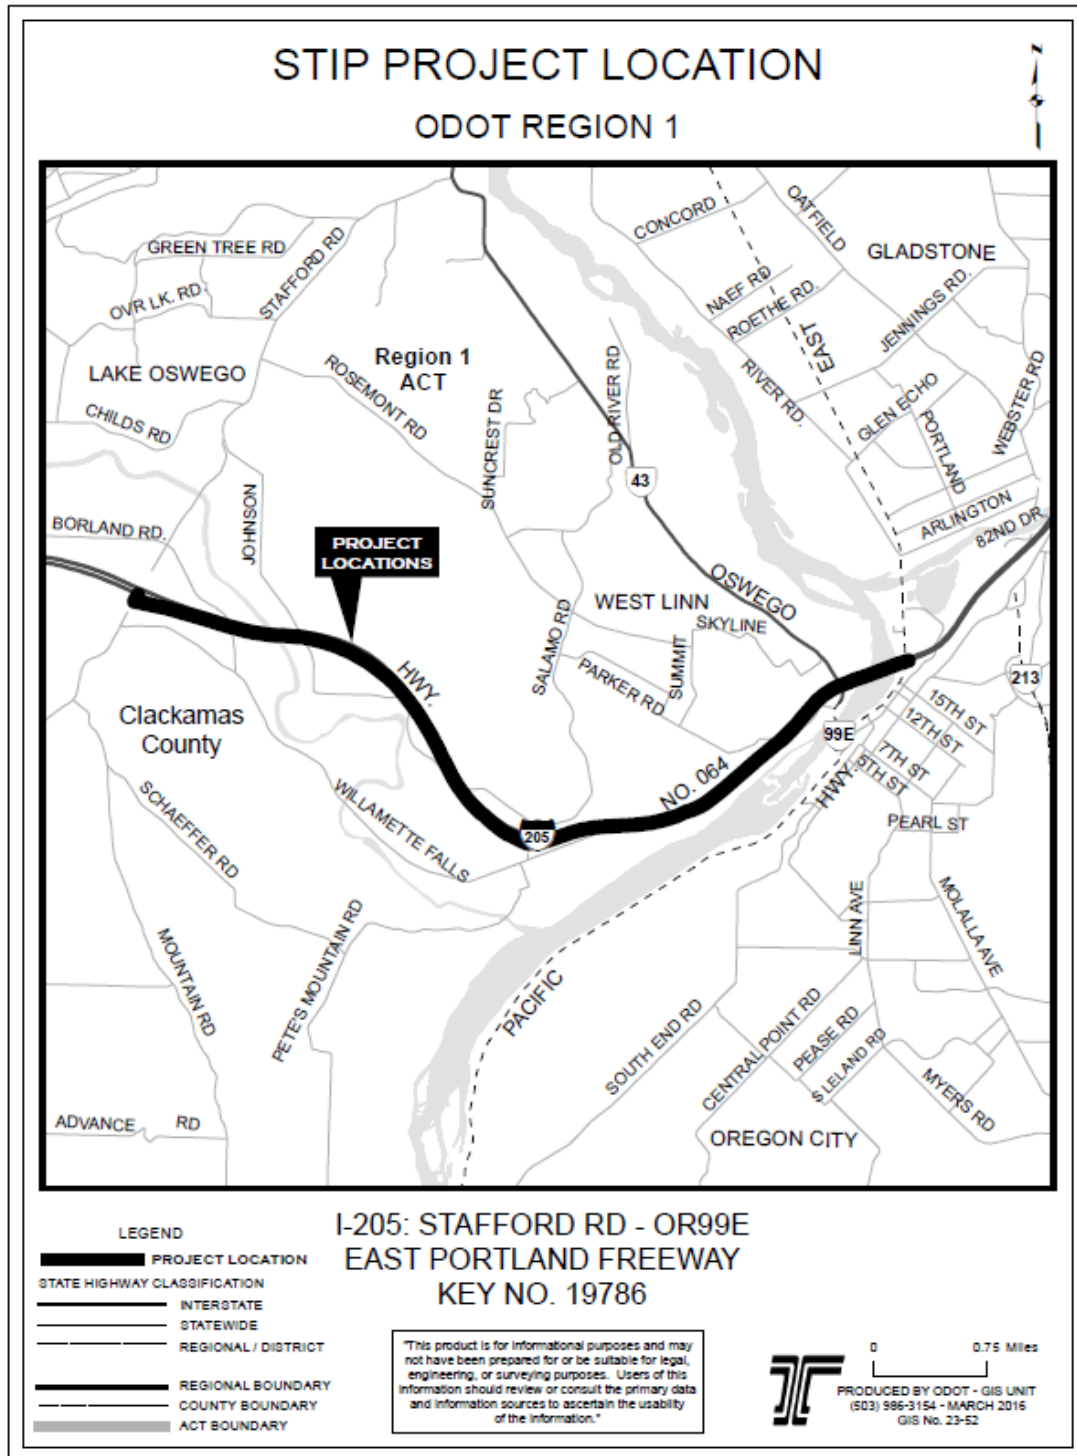 STIP PROJECT LOCATION
ODOT REGION 1
N
CONCORD
OATFIELD
GLADSTONE
GREEN TREE RD
STAFFORD RD
OVR LK. RD.
NAEF RD
ROETHE RD.
JENNINGS RD.
EAST
LAKE OSWEGO
Region 1
ACT
ROSEMONT RD
SUNCREST DR
OLD RIVER RD
RIVER RD.
GLEN ECHO
WEBSTER RD
CHILDS RD
PORTLAND
43
BORLAND RD.
JOHNSON
ARLINGTON
82ND DR.
PROJECT
LOCATIONS
OSWEGO
WEST LINN
SKYLINE
SALAMO RD
SUMMIT
PARKER RD
HWY.
213
15TH ST
12TH ST
99E
7TH ST
5TH ST
Clackamas
County
NO. 064
HWY.
SCHAEFFER RD
WILLAMETTE FALLS
205
PEARL ST
LINN AVE
MOLALLA AVE
MOUNTAIN RD
PETE'S MOUNTAIN RD
PACIFIC
SOUTH END RD
CENTRAL POINT RD
PEASE RD
S LELAND RD
MYERS RD
ADVANCE RD
OREGON CITY
I-205: STAFFORD RD - OR99E
EAST PORTLAND FREEWAY
KEY NO. 19786
LEGEND
PROJECT LOCATION
STATE HIGHWAY CLASSIFICATION
INTERSTATE
STATEWIDE
REGIONAL / DISTRICT
REGIONAL BOUNDARY
COUNTY BOUNDARY
ACT BOUNDARY
"This product is for informational purposes and may
not have been prepared for or be suitable for legal,
engineering, or surveying purposes. Users of this
information should review or consult the primary data
and information sources to ascertain the usability
of the information."
0 0.75 Miles
PRODUCED BY ODOT - GIS UNIT
(503) 986-3154 - MARCH 2016
GIS No. 23-52